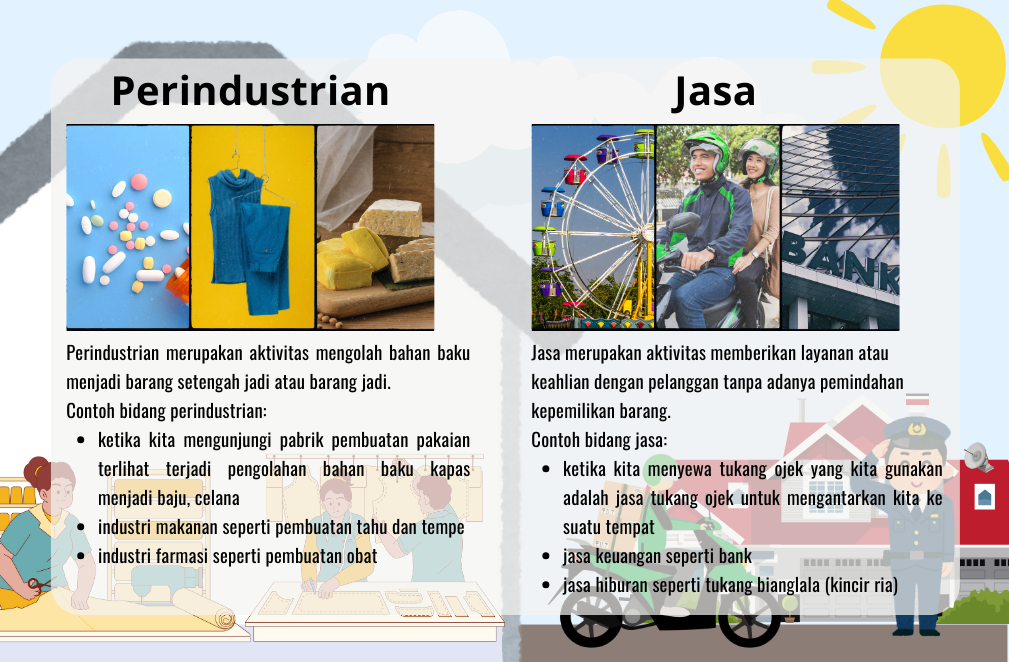 Perindustrian
Perindustrian merupakan aktivitas mengolah bahan baku
menjadi barang setengah jadi atau barang jadi.
Contoh bidang perindustrian:
• ketika kita mengunjungi pabrik pembuatan pakaian
terlihat terjadi pengolahan bahan baku kapas
menjadi baju, celana
• industri makanan seperti pembuatan tahu dan tempe
• industri farmasi seperti pembuatan obat
Jasa
BANK
Jasa merupakan aktivitas memberikan layanan atau
keahlian dengan pelanggan tanpa adanya pemindahan
kepemilikan barang.
Contoh bidang jasa:
• ketika kita menyewa tukang ojek yang kita gunakan
adalah jasa tukang ojek untuk mengantarkan kita ke
suatu tempat
• jasa keuangan seperti bank
• jasa hiburan seperti tukang bianglala (kincir ria)